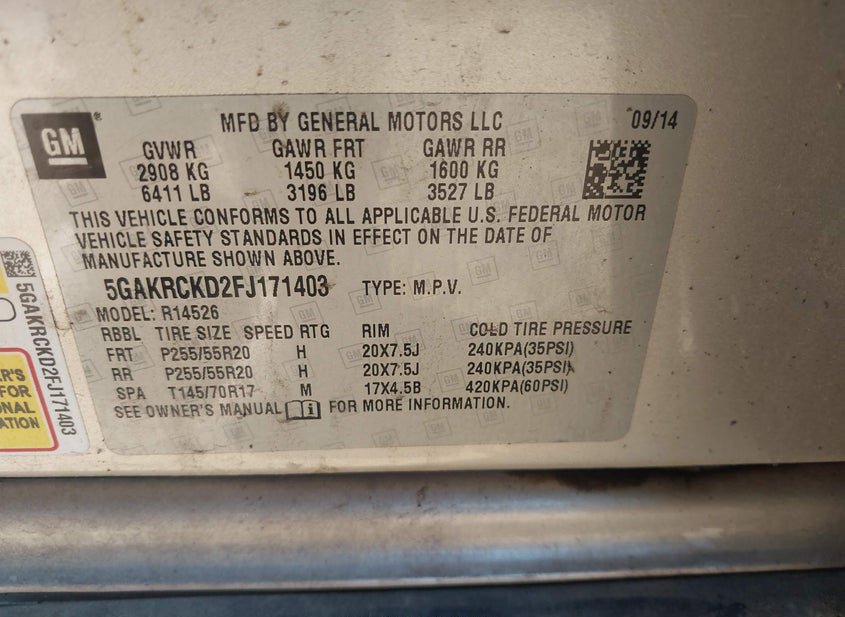 GM
MFD BY GENERAL MOTORS LLC 09/14
GVWR GAWR FRT GAWR RR
2908 KG 1450 KG 1600 KG
6411 LB 3196 LB 3527 LB
THIS VEHICLE CONFORMS TO ALL APPLICABLE U.S. FEDERAL MOTOR
VEHICLE SAFETY STANDARDS IN EFFECT ON THE DATE OF
MANUFACTURE SHOWN ABOVE.
5GAKRCKD2FJ171403 TYPE: M.P.V.
MODEL: R14526
RBBL TIRE SIZE SPEED RTG RIM COLD TIRE PRESSURE
FRT P255/55R20 H 20X7.5J 240KPA(35PSI)
RR P255/55R20 H 20X7.5J 240KPA(35PSI)
SPA T145/70R17 M 17X4.5B 420KPA(60PSI)
SEE OWNER'S MANUAL FOR MORE INFORMATION.
5GAKRCKD2FJ171403
ER'S
FOR
ONAL
ATION